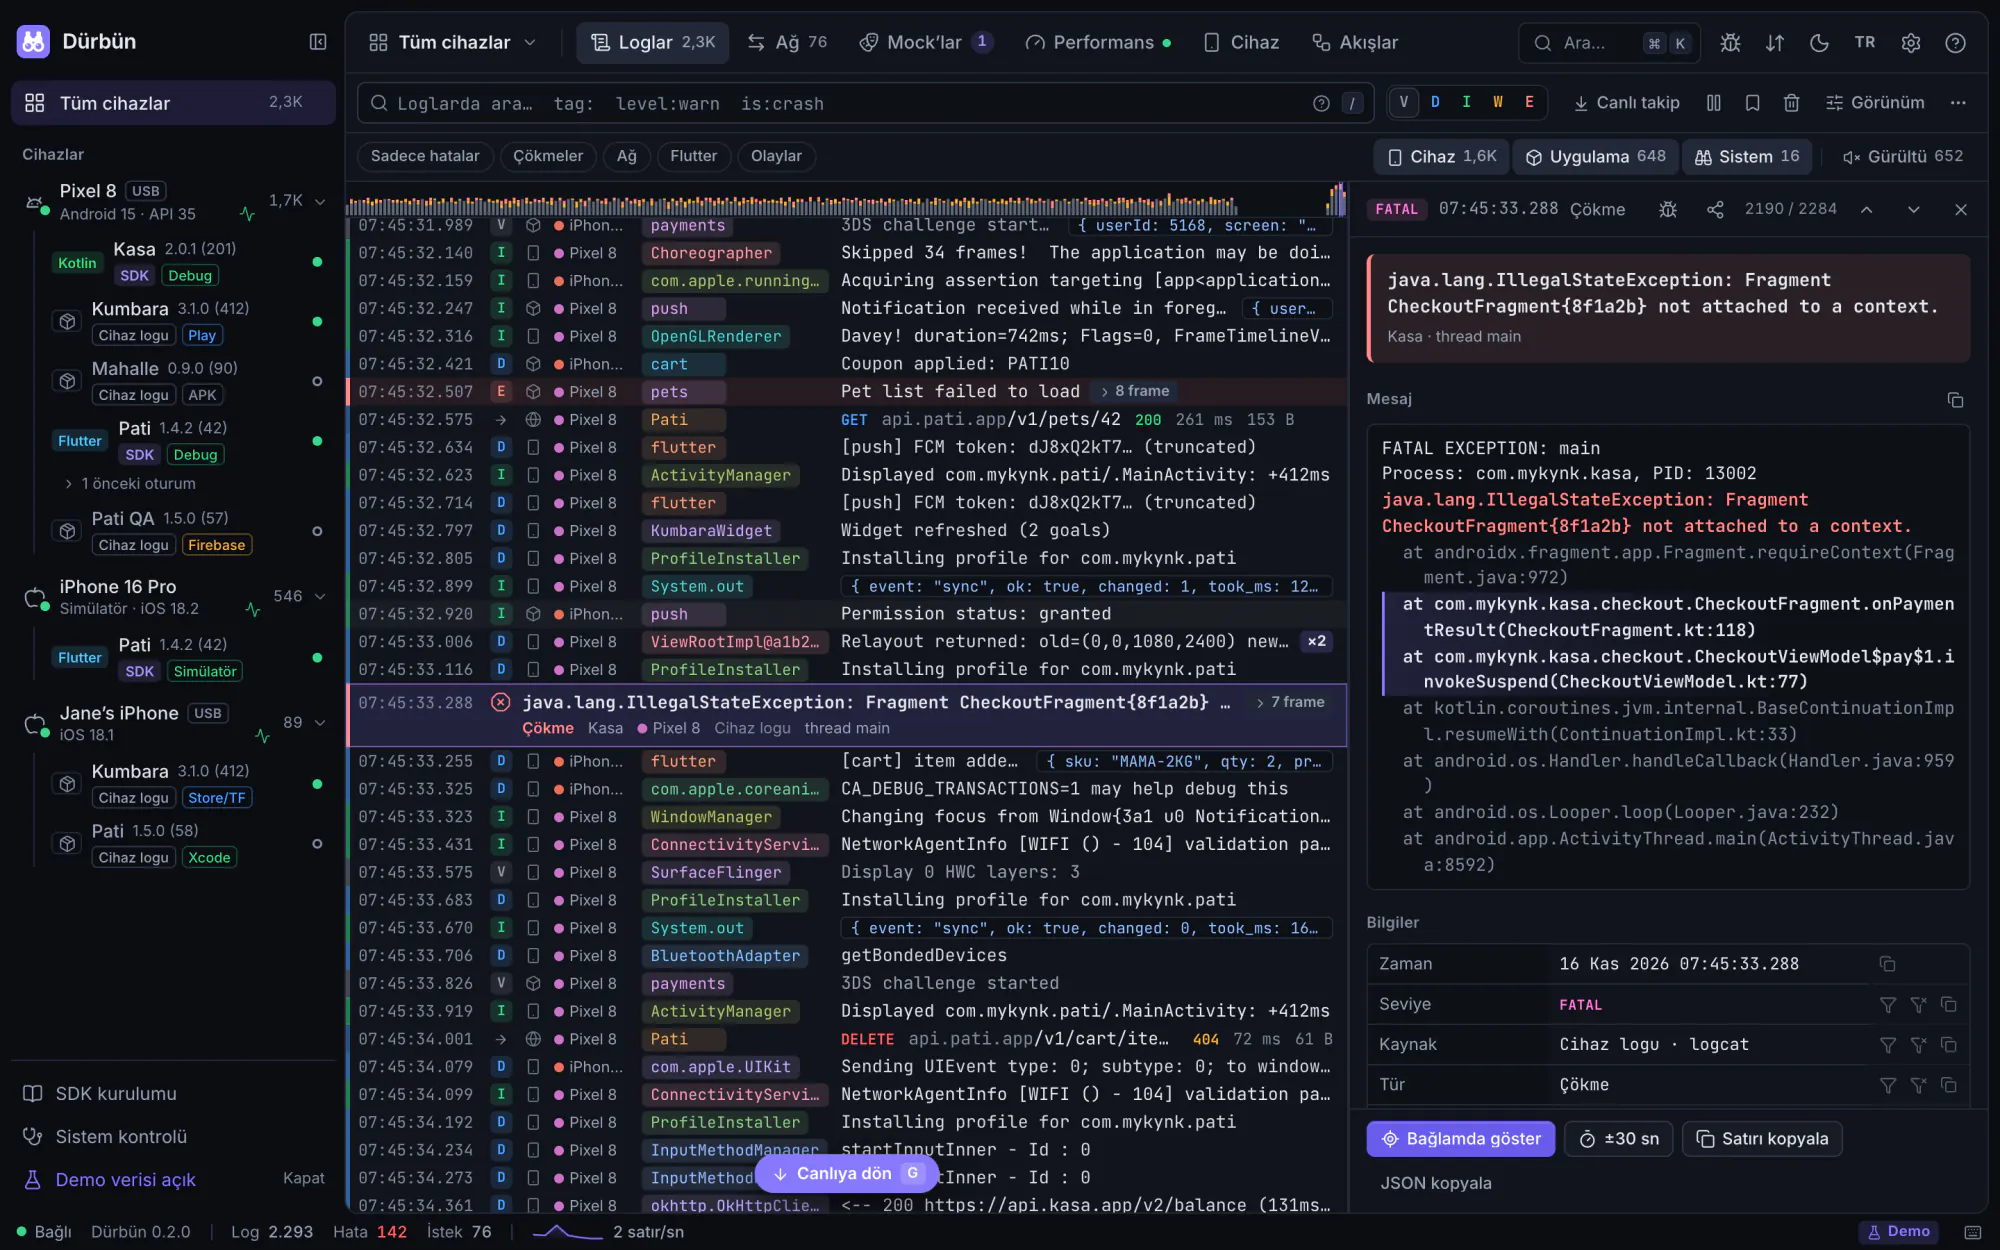 Dürbün
Tüm cihazlar 2,3K
Cihazlar
Pixel 8 USB
Android 15 · API 35
1,7K
Kotlin
Kasa 2.0.1 (201)
SDK Debug
Kumbara 3.1.0 (412)
Cihaz logu Play
Mahalle 0.9.0 (90)
Cihaz logu APK
Flutter
Pati 1.4.2 (42)
SDK Debug
1 önceki oturum
Pati QA 1.5.0 (57)
Cihaz logu Firebase
iPhone 16 Pro
Simülatör · iOS 18.2
546
Flutter
Pati 1.4.2 (42)
SDK Simülatör
Jane’s iPhone USB
iOS 18.1
89
Kumbara 3.1.0 (412)
Cihaz logu Store/TF
Pati 1.5.0 (58)
Cihaz logu Xcode
SDK kurulumu
Sistem kontrolü
Demo verisi açık Kapat
Tüm cihazlar
Loglar 2,3K
Ağ 76
Mock’lar 1
Performans
Cihaz
Akışlar
Ara… ⌘ K
TR
Loglarda ara… tag: level:warn is:crash /
V D I W E
Canlı takip
Görünüm
Sadece hatalar Çökmeler Ağ Flutter Olaylar
Cihaz 1,6K
Uygulama 648
Sistem 16
Gürültü 652
07:45:31.989 V iPhon… payments 3DS challenge start… { userId: 5168, screen: "…
07:45:32.140 I Pixel 8 Choreographer Skipped 34 frames! The application may be doi…
07:45:32.159 I iPhon… com.apple.running… Acquiring assertion targeting [app<application…
07:45:32.247 I Pixel 8 push Notification received while in foreg… { user…
07:45:32.316 I Pixel 8 OpenGLRenderer Davey! duration=742ms; Flags=0, FrameTimelineV…
07:45:32.421 D iPhon… cart Coupon applied: PATI10
07:45:32.507 E Pixel 8 pets Pet list failed to load 8 frame
07:45:32.575 → Pixel 8 Pati GET api.pati.app/v1/pets/42 200 261 ms 153 B
07:45:32.634 D Pixel 8 flutter [push] FCM token: dJ8xQ2kT7… (truncated)
07:45:32.623 I Pixel 8 ActivityManager Displayed com.mykynk.pati/.MainActivity: +412ms
07:45:32.714 D Pixel 8 flutter [push] FCM token: dJ8xQ2kT7… (truncated)
07:45:32.797 D Pixel 8 KumbaraWidget Widget refreshed (2 goals)
07:45:32.805 D Pixel 8 ProfileInstaller Installing profile for com.mykynk.pati
07:45:32.899 I Pixel 8 System.out { event: "sync", ok: true, changed: 1, took_ms: 12…
07:45:32.920 I iPhon… push Permission status: granted
07:45:33.006 D Pixel 8 ViewRootImpl@a1b2… Relayout returned: old=(0,0,1080,2400) new… ×2
07:45:33.116 D Pixel 8 ProfileInstaller Installing profile for com.mykynk.pati
07:45:33.288 java.lang.IllegalStateException: Fragment CheckoutFragment{8f1a2b} … 7 frame
Çökme Kasa Pixel 8 Cihaz logu thread main
07:45:33.255 D iPhon… flutter [cart] item adde… { sku: "MAMA-2KG", qty: 2, pr…
07:45:33.325 D iPhon… com.apple.coreani… CA_DEBUG_TRANSACTIONS=1 may help debug this
07:45:33.323 I Pixel 8 WindowManager Changing focus from Window{3a1 u0 Notification…
07:45:33.431 I Pixel 8 ConnectivityServi… NetworkAgentInfo [WIFI () - 104] validation pa…
07:45:33.575 V Pixel 8 SurfaceFlinger Display 0 HWC layers: 3
07:45:33.683 D Pixel 8 ProfileInstaller Installing profile for com.mykynk.pati
07:45:33.670 I Pixel 8 System.out { event: "sync", ok: true, changed: 0, took_ms: 16…
07:45:33.706 D Pixel 8 BluetoothAdapter getBondedDevices
07:45:33.826 V Pixel 8 payments 3DS challenge started
07:45:33.919 I Pixel 8 ActivityManager Displayed com.mykynk.pati/.MainActivity: +412ms
07:45:34.001 → Pixel 8 Pati DELETE api.pati.app/v1/cart/ite… 404 72 ms 61 B
07:45:34.079 D iPhon… com.apple.UIKit Sending UIEvent type: 0; subtype: 0; to window…
07:45:34.099 I Pixel 8 ConnectivityServi… NetworkAgentInfo [WIFI () - 104] validation pa…
07:45:34.192 D Pixel 8 ProfileInstaller Installing profile for com.mykynk.pati
07:45:34.234 D Pixel 8 InputMethodManager startInputInner - Id : 0
07:45:34.273 D Pixel 8 InputMethod tInner - Id : 0
07:45:34.361 D Pixel 8 okhttp.OkHttpClie… <-- 200 https://api.kasa.app/v2/balance (131ms…
Canlıya dön G
FATAL 07:45:33.288 Çökme 2190 / 2284
java.lang.IllegalStateException: Fragment
CheckoutFragment{8f1a2b} not attached to a context.
Kasa · thread main
Mesaj
FATAL EXCEPTION: main
Process: com.mykynk.kasa, PID: 13002
java.lang.IllegalStateException: Fragment
CheckoutFragment{8f1a2b} not attached to a context.
at androidx.fragment.app.Fragment.requireContext(Frag
ment.java:972)
at com.mykynk.kasa.checkout.CheckoutFragment.onPaymen
tResult(CheckoutFragment.kt:118)
at com.mykynk.kasa.checkout.CheckoutViewModel$pay$1.i
nvokeSuspend(CheckoutViewModel.kt:77)
at kotlin.coroutines.jvm.internal.BaseContinuationImp
l.resumeWith(ContinuationImpl.kt:33)
at android.os.Handler.handleCallback(Handler.java:959
)
at android.os.Looper.loop(Looper.java:232)
at android.app.ActivityThread.main(ActivityThread.jav
a:8592)
Bilgiler
Zaman 16 Kas 2026 07:45:33.288
Seviye FATAL
Kaynak Cihaz logu · logcat
Tür Çökme
Bağlamda göster
±30 sn
Satırı kopyala
JSON kopyala
Bağlı Dürbün 0.2.0 Log 2.293 Hata 142 İstek 76 2 satır/sn
Demo